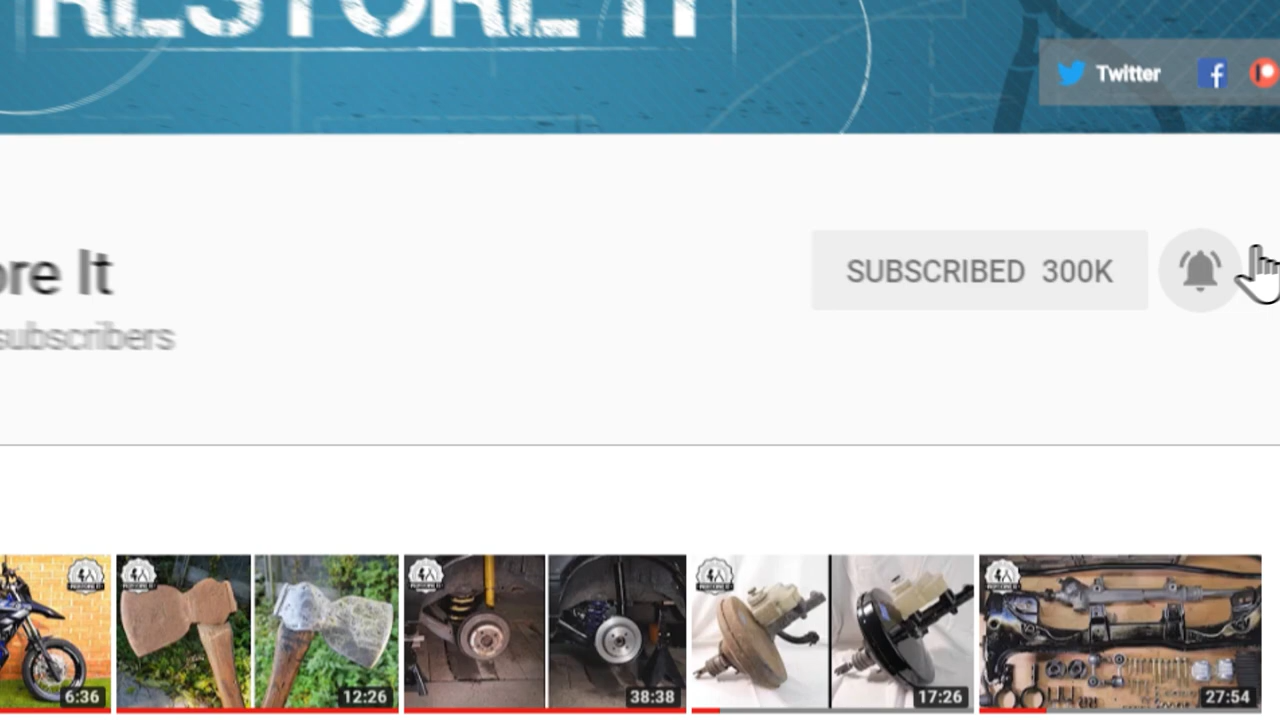 RESTORE IT
Twitter
ore It
SUBSCRIBED 300K
subscribers
6:36
12:26
38:38
17:26
27:54